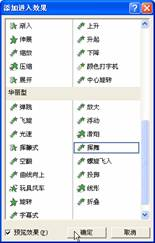 添加进入效果
渐入 上升
伸展 升起
缩放 下降
压缩 颜色打字机
展开 中心旋转
华丽型
弹跳 放大
飞旋 浮动
光速 滑翔
挥鞭式 挥舞
空翻 螺旋飞入
曲线向上 投掷
玩具风车 线形
旋转 折叠
字幕式
预览效果(P) 确定 取消